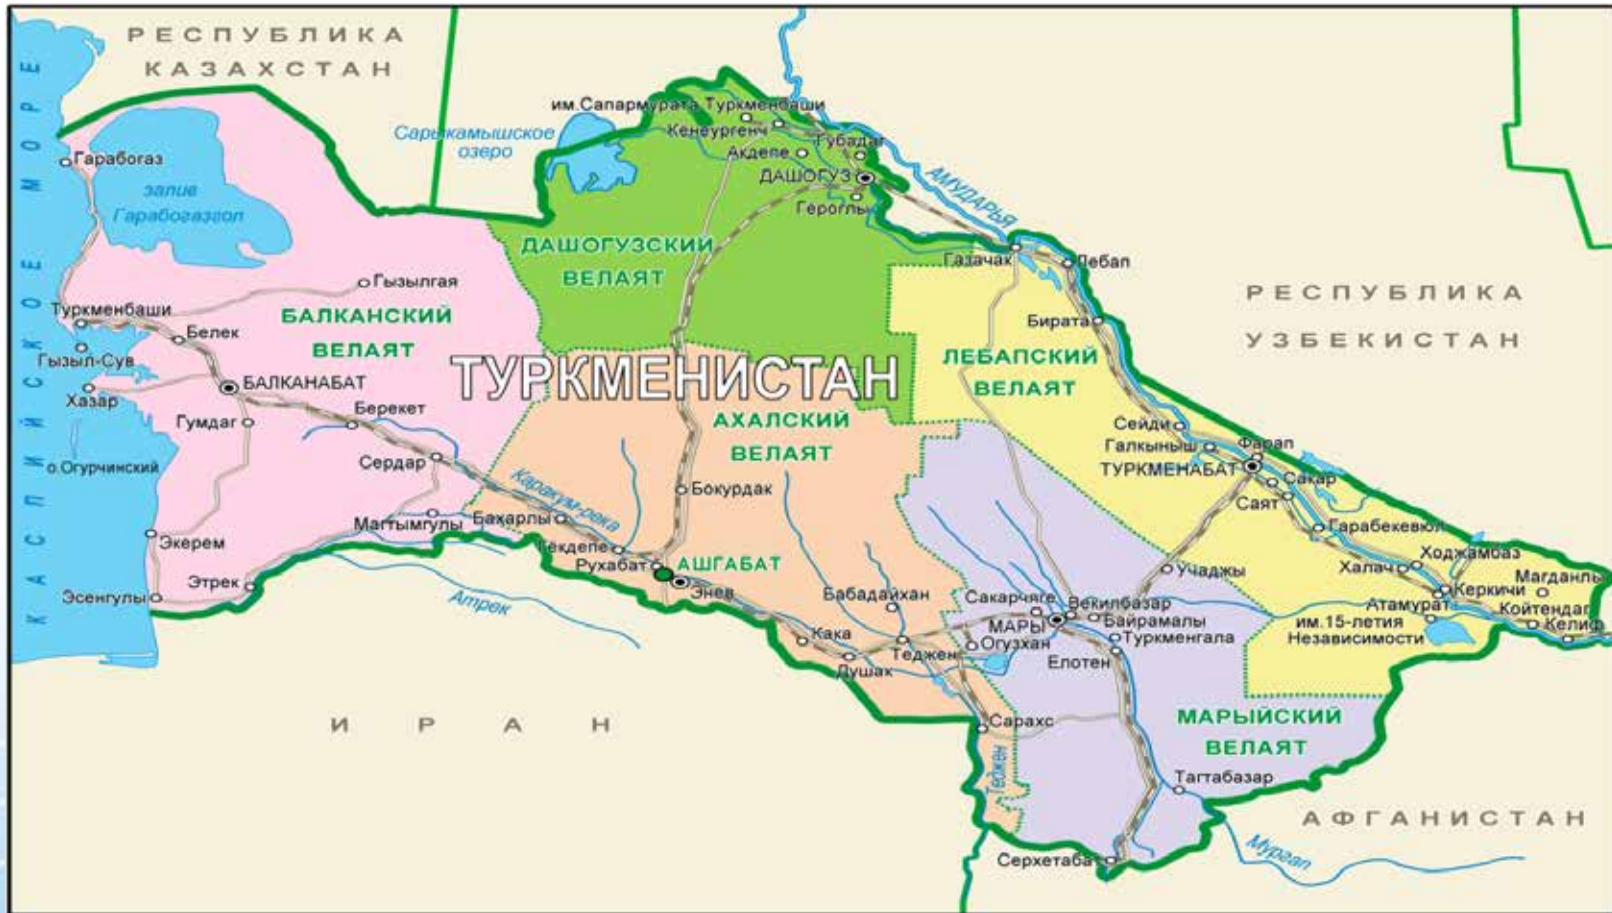 РЕСПУБЛИКА
КАЗАХСТАН
КАСПИЙСКОЕ МОРЕ
Сарыкамышское
озеро
им.Сапармурата Туркменбаши
Кенеургенч
Губадаг
Акдепе
ДАШОГУЗ
Героглы
АМУДАРЬЯ
Гарабогаз
залив
Гарабогазгол
ДАШОГУЗСКИЙ
ВЕЛАЯТ
Газачак
Лебап
Гызылгая
Туркменбаши
БАЛКАНСКИЙ
ВЕЛАЯТ
Белек
Бирата
РЕСПУБЛИКА
УЗБЕКИСТАН
Гызыл-Сув
ЛЕБАПСКИЙ
ВЕЛАЯТ
ТУРКМЕНИСТАН
БАЛКАНАБАТ
Хазар
Гумдаг
Берекет
АХАЛСКИЙ
ВЕЛАЯТ
Сейди
Галкыныш
Фарап
ТУРКМЕНАБАТ
о.Огурчинский
Сердар
Сакар
Саят
Каракум-река
Бокурдак
Магтымгулы
Бахарлы
Гарабекевюл
Экерем
Гёкдепе
Рухабат
АШГАБАТ
Энев
Ходжамбаз
Халач
Учаджы
Магданлы
Эсенгулы
Этрек
Атрек
Бабадайхан
Сакарчяге
Векилбазар
Керкичи
Атамурат
Койтендаг
МАРЫ
Байрамалы
им.15-летия
Независимости
Келиф
Кака
Туркменгала
Теджен
Огузхан
Елотен
Душак
ИРАН
Сарахс
МАРЫЙСКИЙ
ВЕЛАЯТ
Теджен
Тагтабазар
АФГАНИСТАН
Серхетаба
Мургап